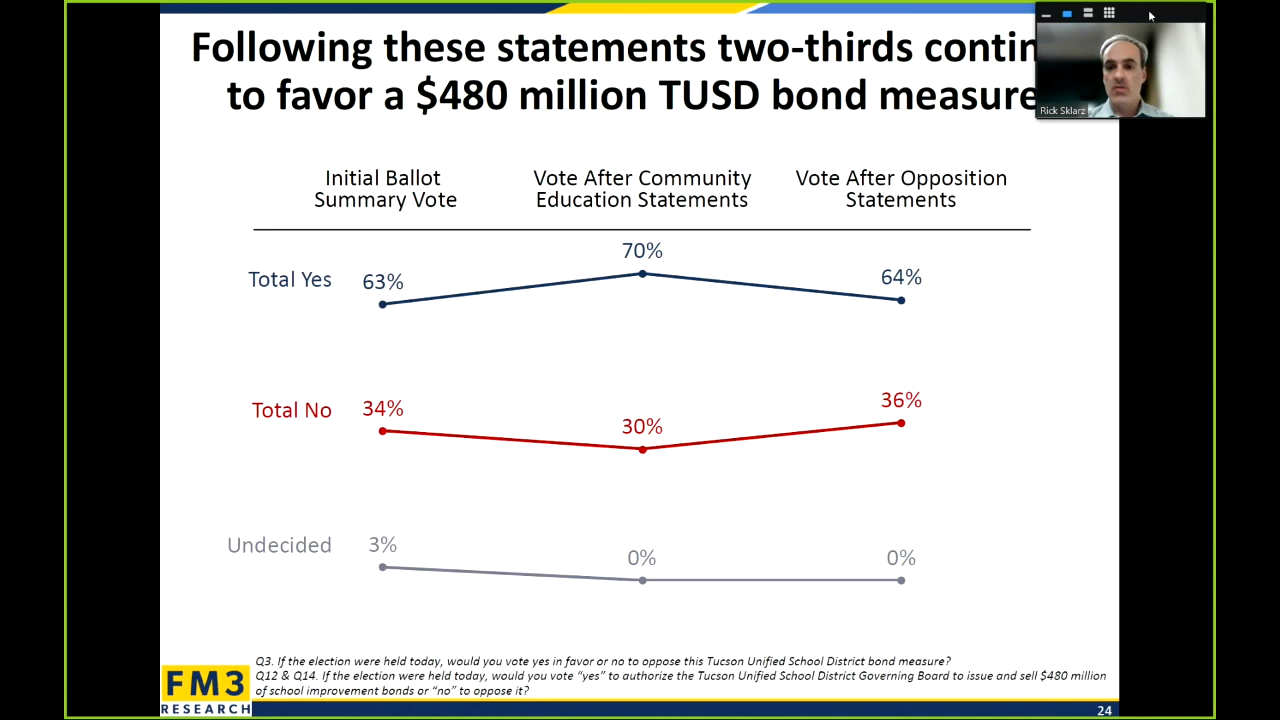 Following these statements two-thirds contin
to favor a $480 million TUSD bond measure
Rick Sklarz
Initial Ballot
Summary Vote
Vote After Community
Education Statements
Vote After Opposition
Statements
Total Yes
63%
70%
64%
Total No
34%
30%
36%
Undecided
3%
0%
0%
Q3. If the election were held today, would you vote yes in favor or no to oppose this Tucson Unified School District bond measure?
Q12 & Q14. If the election were held today, would you vote “yes” to authorize the Tucson Unified School District Governing Board to issue and sell $480 million
of school improvement bonds or “no” to oppose it?
FM3
RESEARCH
24